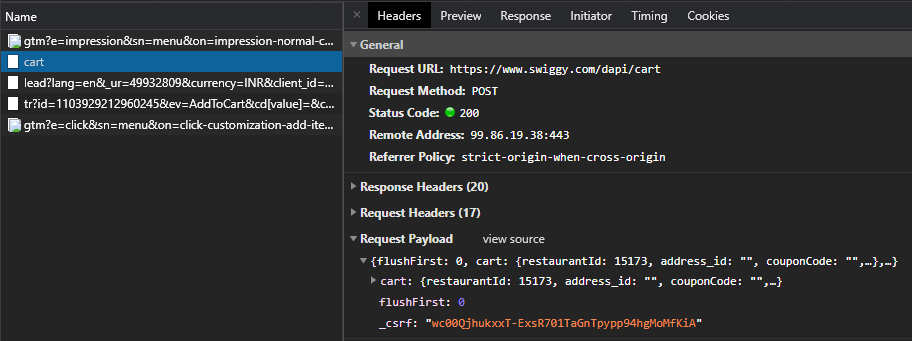 Name
gtm?e=impression&sn=menu&on=impression-normal-c...
cart
lead?lang=en&_ur=49932809&currency=INR&client_id=...
tr?id=1103929212960245&ev=AddToCart&cd[value]=&c...
gtm?e=click&sn=menu&on=click-customization-add-ite...
× Headers Preview Response Initiator Timing Cookies
General
Request URL: https://www.swiggy.com/dapi/cart
Request Method: POST
Status Code: 200
Remote Address: 99.86.19.38:443
Referrer Policy: strict-origin-when-cross-origin
Response Headers (20)
Request Headers (17)
Request Payload view source
{flushFirst: 0, cart: {restaurantId: 15173, address_id: "", couponCode: "",…},…}
cart: {restaurantId: 15173, address_id: "", couponCode: "",…}
flushFirst: 0
_csrf: "wc00QjhukxxT-ExsR701TaGnTpypp94hgMoMfKiA"